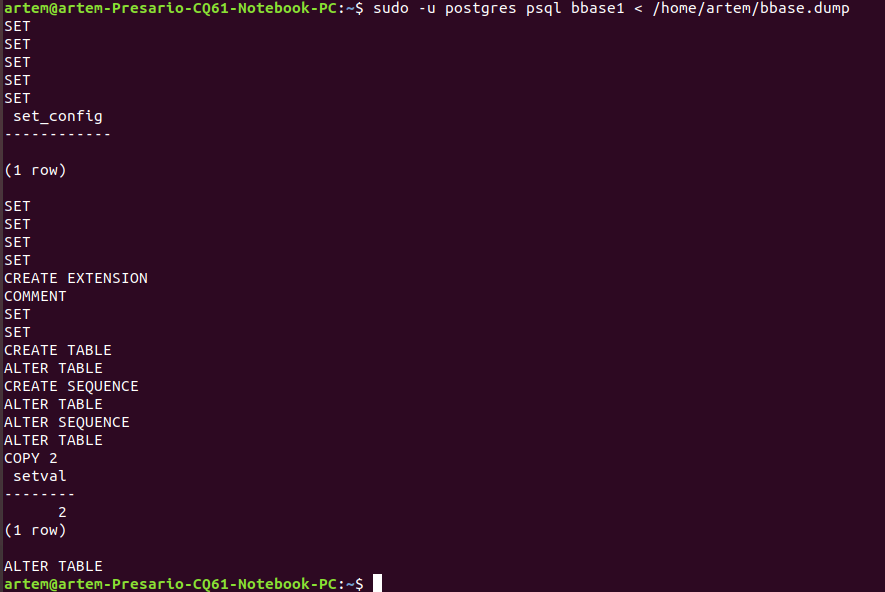 artem@artem-Presario-CQ61-Notebook-PC:~$ sudo -u postgres psql bbase1 < /home/artem/bbase.dump
SET
SET
SET
SET
SET
 set_config
------------

(1 row)

SET
SET
SET
SET
CREATE EXTENSION
COMMENT
SET
SET
CREATE TABLE
ALTER TABLE
CREATE SEQUENCE
ALTER TABLE
ALTER SEQUENCE
ALTER TABLE
COPY 2
 setval
--------
      2
(1 row)

ALTER TABLE
artem@artem-Presario-CQ61-Notebook-PC:~$